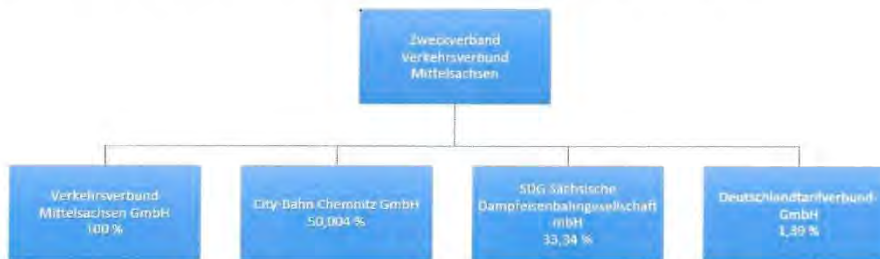 Zweckverband
Verkehrsverbund
Mittelsachsen
Verkehrsverbund
Mittelsachsen GmbH
100 %
City-Bahn Chemnitz GmbH
50,004 %
SDG Sächsische
Dampfeisenbahngesellschaft
mbH
33,34 %
Deutschlandtarifverbund-
GmbH
1,39 %